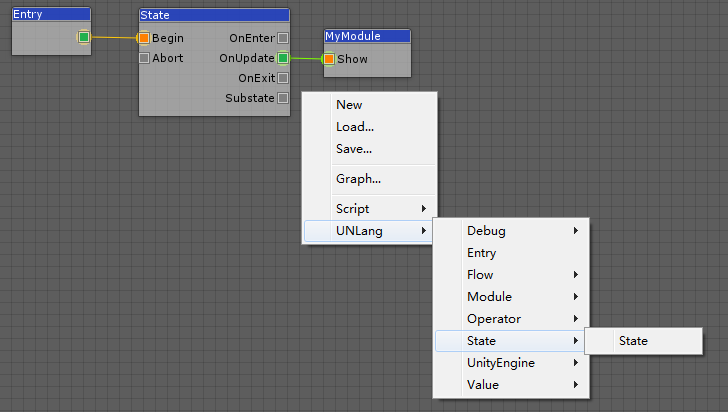 Entry
State
Begin OnEnter
Abort OnUpdate
OnExit
Substate
MyModule
Show
New
Load...
Save...
Graph...
Script
UNLang
Debug
Entry
Flow
Module
Operator
State
UnityEngine
Value
State